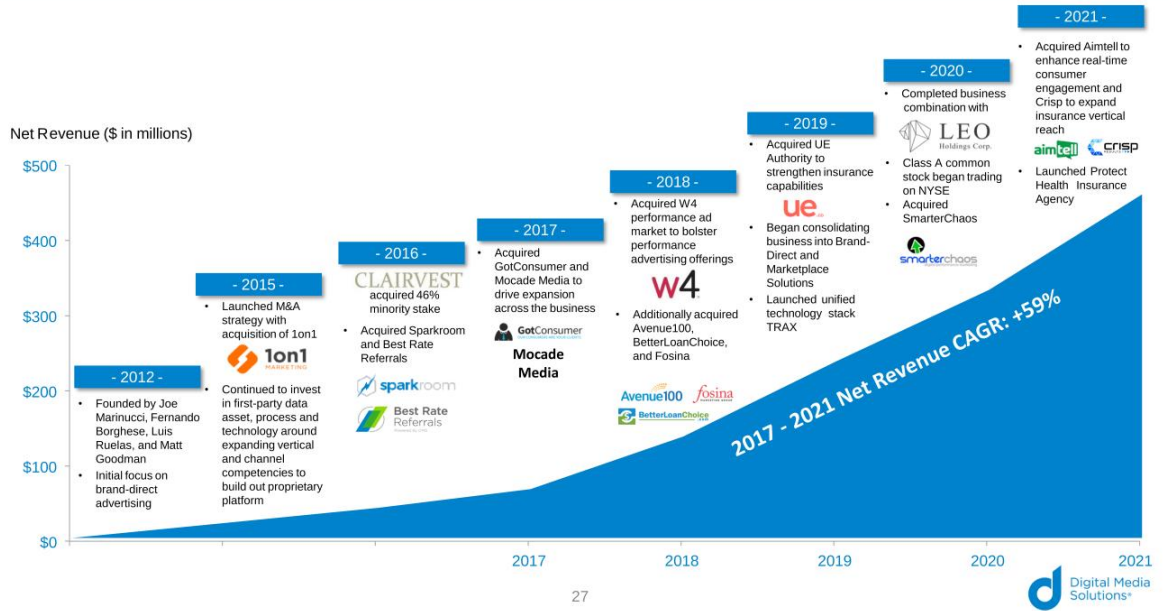 - 2021 -
• Acquired Aimtell to
enhance real-time
consumer
engagement and
Crisp to expand
insurance vertical
reach
aimtell
crisp
• Launched Protect
Health Insurance
Agency
- 2020 -
• Completed business
combination with
LEO
Holdings Corp.
• Class A common
stock began trading
on NYSE
• Acquired
SmarterChaos
smarterchaos
- 2019 -
• Acquired UE
Authority to
strengthen insurance
capabilities
ue
• Began consolidating
business into Brand-
Direct and
Marketplace
Solutions
• Launched unified
technology stack
TRAX
- 2018 -
• Acquired W4
performance ad
market to bolster
performance
advertising offerings
w4
• Additionally acquired
Avenue100,
BetterLoanChoice,
and Fosina
Avenue100
fosina
BetterLoanChoice
- 2017 -
• Acquired
GotConsumer and
Mocade Media to
drive expansion
across the business
GotConsumer
Mocade
Media
- 2016 -
CLAIRVEST
acquired 46%
minority stake
• Acquired Sparkroom
and Best Rate
Referrals
sparkroom
Best Rate
Referrals
- 2015 -
• Launched M&A
strategy with
acquisition of 1on1
1on1
MARKETING
• Continued to invest
in first-party data
asset, process and
technology around
expanding vertical
and channel
competencies to
build out proprietary
platform
- 2012 -
• Founded by Joe
Marinucci, Fernando
Borghese, Luis
Ruelas, and Matt
Goodman
• Initial focus on
brand-direct
advertising
Net Revenue ($ in millions)
$500
$400
$300
$200
$100
$0
2017 - 2021 Net Revenue CAGR: +59%
2017
2018
2019
2020
2021
27
Digital Media
Solutions